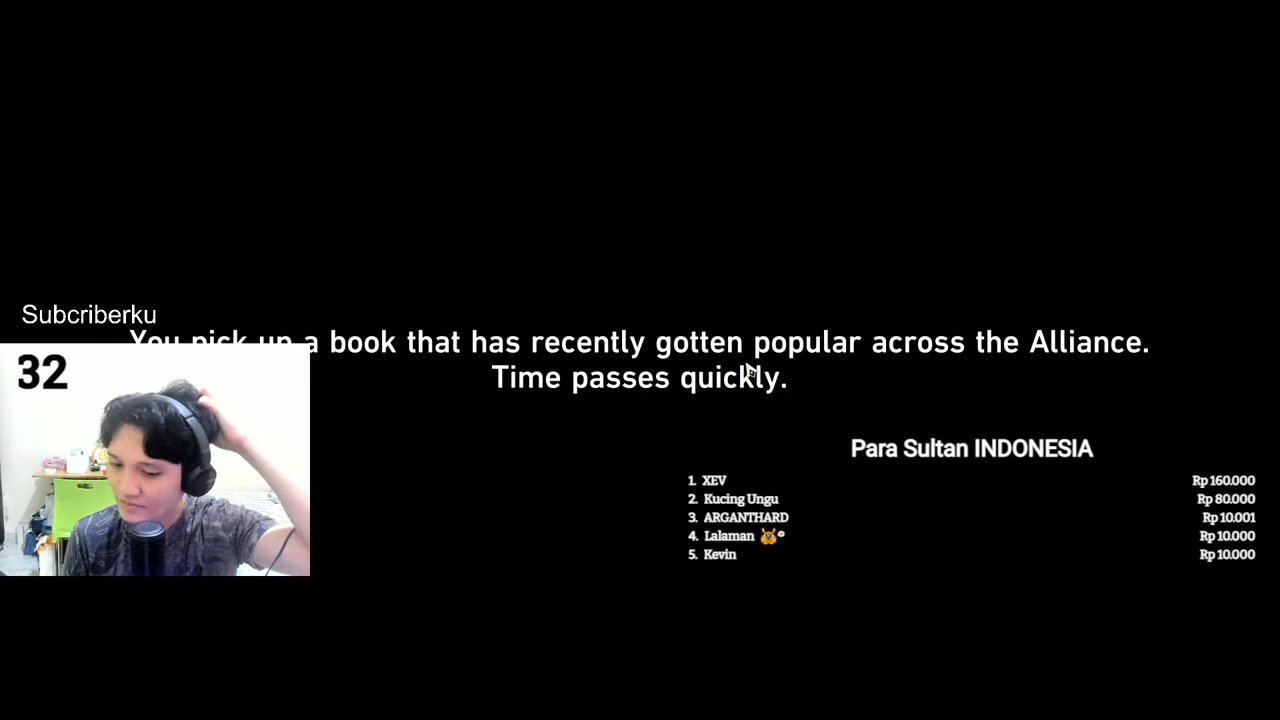 Subcriberku
You pick up a book that has recently gotten popular across the Alliance.
Time passes quickly.
32
Para Sultan INDONESIA
1. XEV Rp 160.000
2. Kucing Ungu Rp 80.000
3. ARGANTHARD Rp 10.001
4. Lalaman Rp 10.000
5. Kevin Rp 10.000